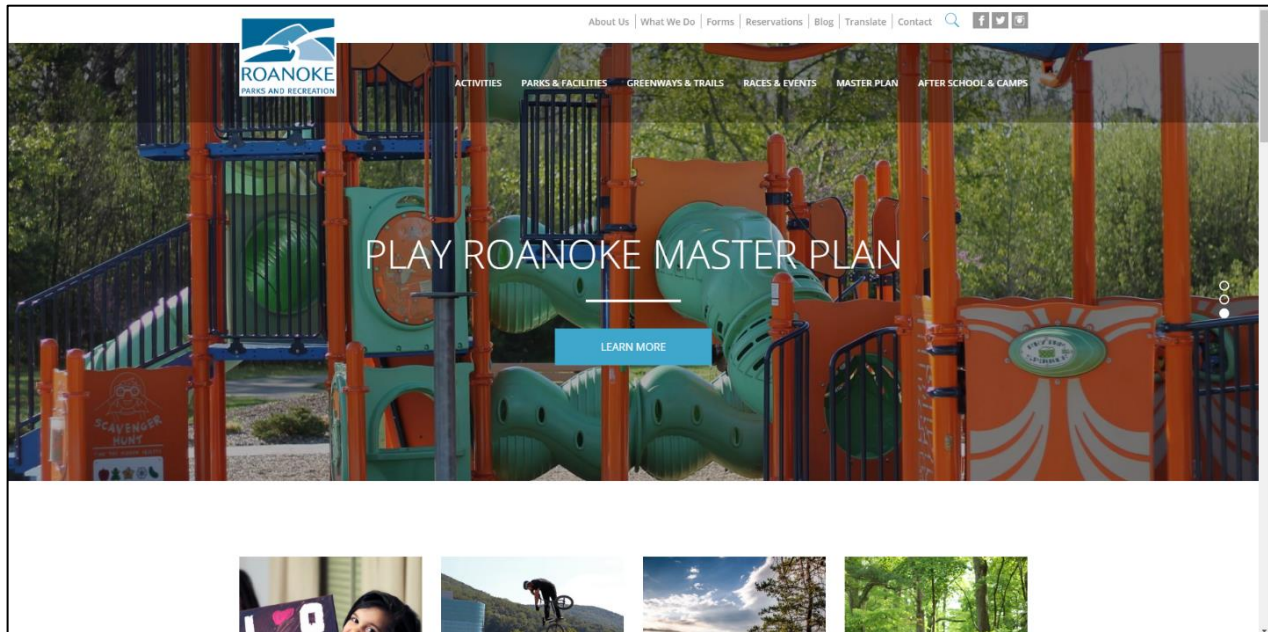 About Us | What We Do | Forms | Reservations | Blog | Translate | Contact
ROANOKE
PARKS AND RECREATION
ACTIVITIES PARKS & FACILITIES GREENWAYS & TRAILS RACES & EVENTS MASTER PLAN AFTER SCHOOL & CAMPS
PLAY ROANOKE MASTER PLAN
LEARN MORE
SCAVENGER
HUNT